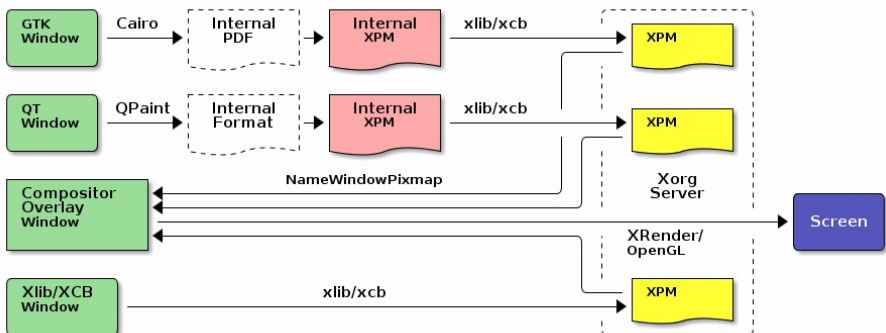 GTK
Window
Cairo
Internal
PDF
Internal
XPM
xlib/xcb
XPM
QT
Window
QPaint
Internal
Format
Internal
XPM
xlib/xcb
XPM
NameWindowPixmap
Xorg
Server
Compositor
Overlay
Window
Screen
XRender/
OpenGL
Xlib/XCB
Window
xlib/xcb
XPM